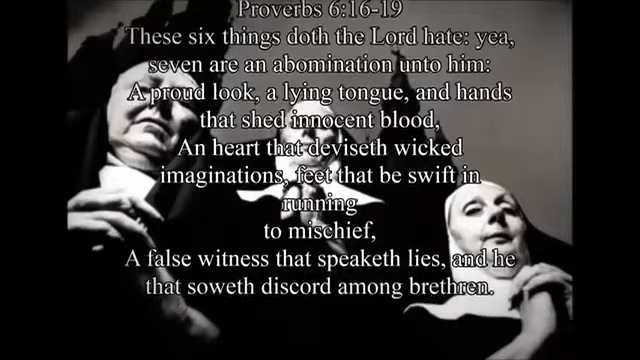 Proverbs 6:16-19
These six things doth the Lord hate: yea,
seven are an abomination unto him:
A proud look, a lying tongue, and hands
that shed innocent blood,
An heart that deviseth wicked
imaginations, feet that be swift in
running
to mischief,
A false witness that speaketh lies, and he
that soweth discord among brethren.